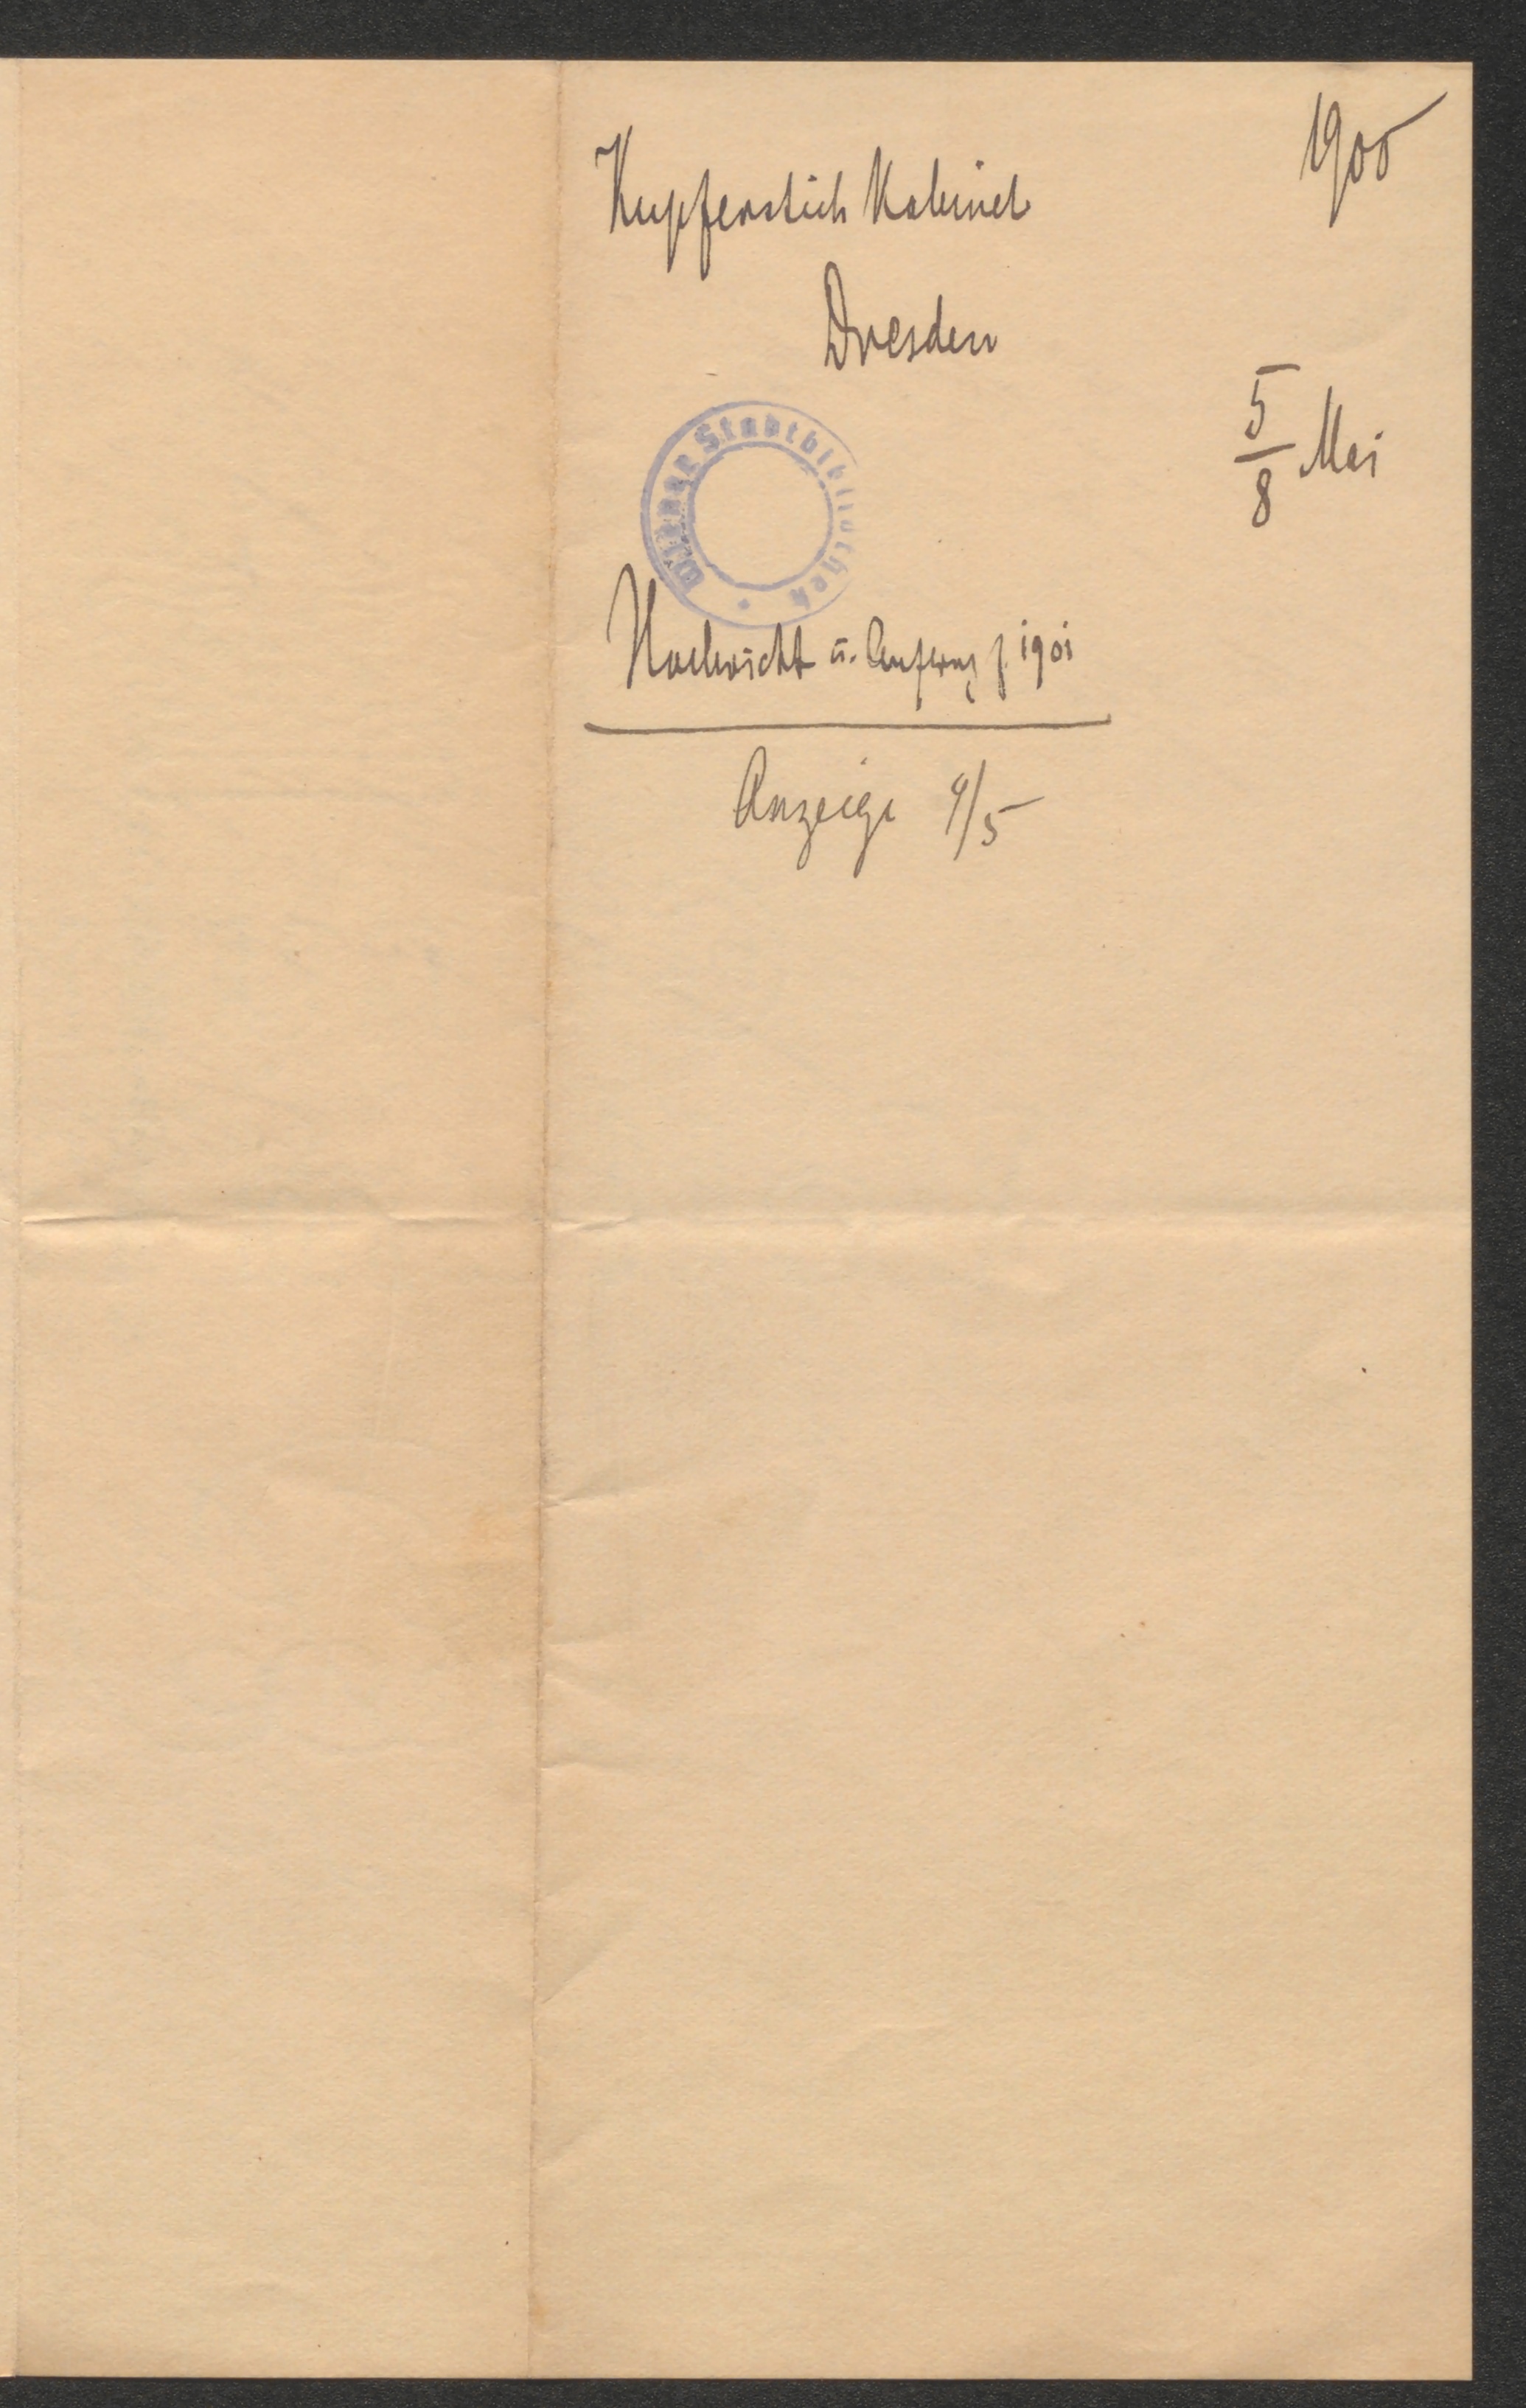 1900
Kupferstich Kabinet
Dresden
5
8 Mai
Wiener Stadtbibliothek
Nachricht u. Anfrag f. 1901
Anzeige 9/5